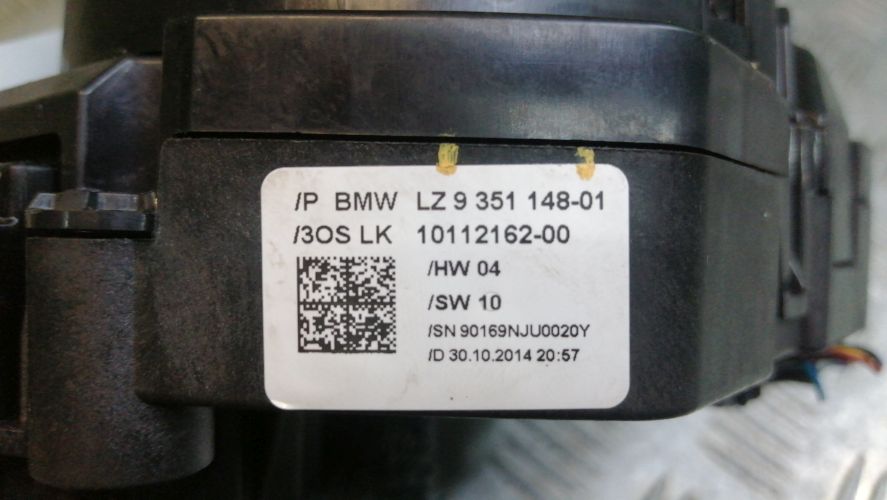 /P BMW LZ 9 351 148-01
/3OS LK 10112162-00
/HW 04
/SW 10
/SN 90169NJU0020Y
/D 30.10.2014 20:57